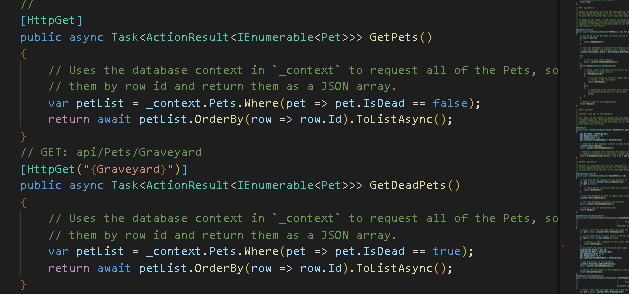 //
[HttpGet]
public async Task<ActionResult<IEnumerable<Pet>>> GetPets()
{
// Uses the database context in `_context` to request all of the Pets, so
// them by row id and return them as a JSON array.
var petList = _context.Pets.Where(pet => pet.IsDead == false);
return await petList.OrderBy(row => row.Id).ToListAsync();
}
// GET: api/Pets/Graveyard
[HttpGet("{Graveyard}")]
public async Task<ActionResult<IEnumerable<Pet>>> GetDeadPets()
{
// Uses the database context in `_context` to request all of the Pets, so
// them by row id and return them as a JSON array.
var petList = _context.Pets.Where(pet => pet.IsDead == true);
return await petList.OrderBy(row => row.Id).ToListAsync();
}